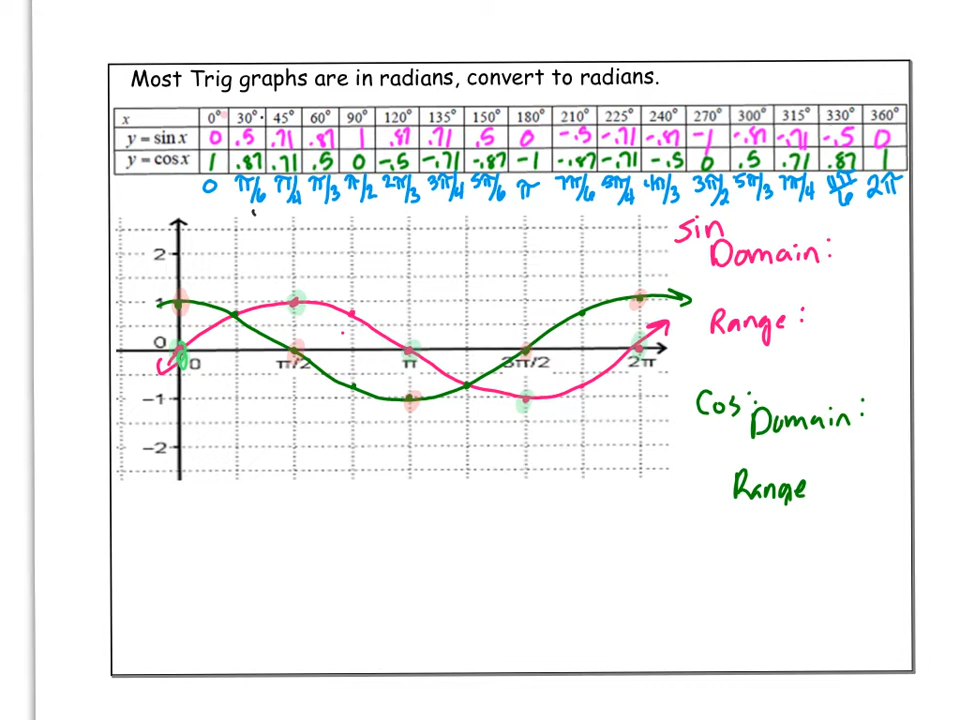 Most Trig graphs are in radians, convert to radians.
x 0° 30° 45° 60° 90° 120° 135° 150° 180° 210° 225° 240° 270° 300° 315° 330° 360°
y = sin x 0 .5 .71 .87 1 .87 .71 .5 0 -.5 -.71 -.87 -1 -.87 -.71 -.5 0
y = cos x 1 .87 .71 .5 0 -.5 -.71 -.87 -1 -.87 -.71 -.5 0 .5 .71 .87 1
0 π/6 π/4 π/3 π/2 2π/3 3π/4 5π/6 π 7π/6 5π/4 4π/3 3π/2 5π/3 7π/4 11π/6 2π
sin
Domain:
2
1
Range:
0
0 π/2 π 3π/2 2π
-1
Cos:
Domain:
-2
Range